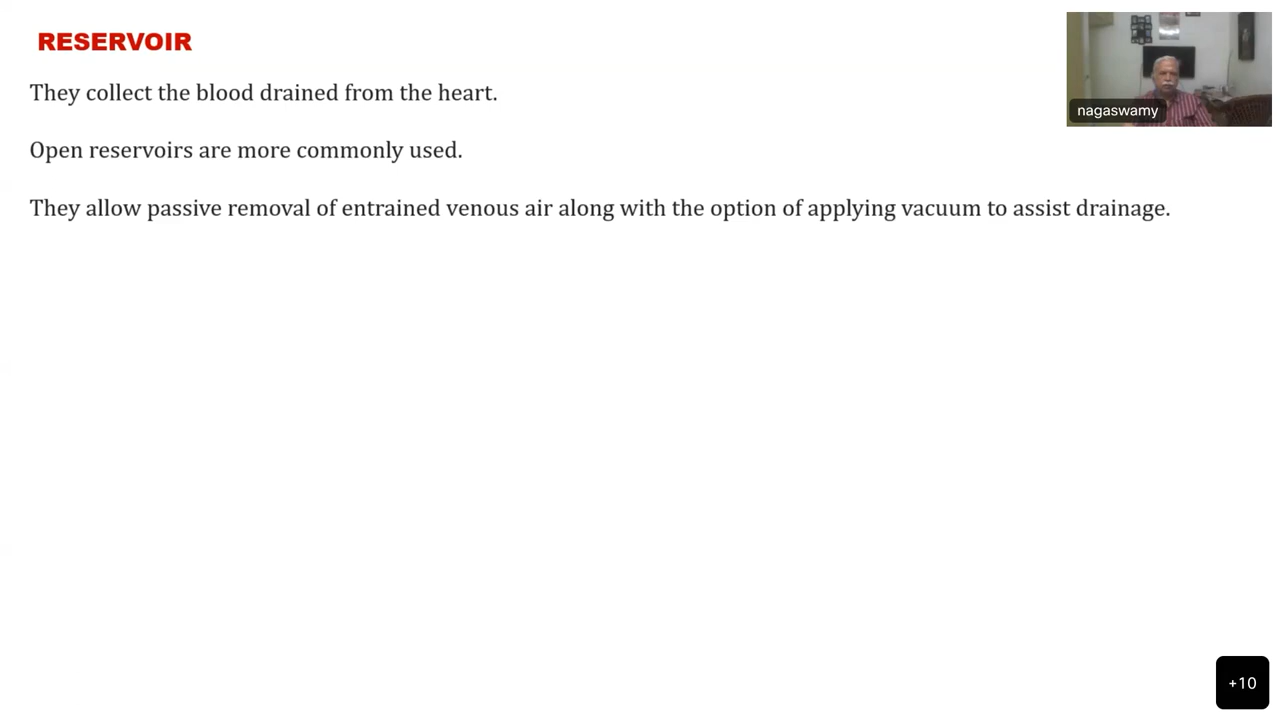 RESERVOIR
They collect the blood drained from the heart.
nagaswamy
Open reservoirs are more commonly used.
They allow passive removal of entrained venous air along with the option of applying vacuum to assist drainage.
+10